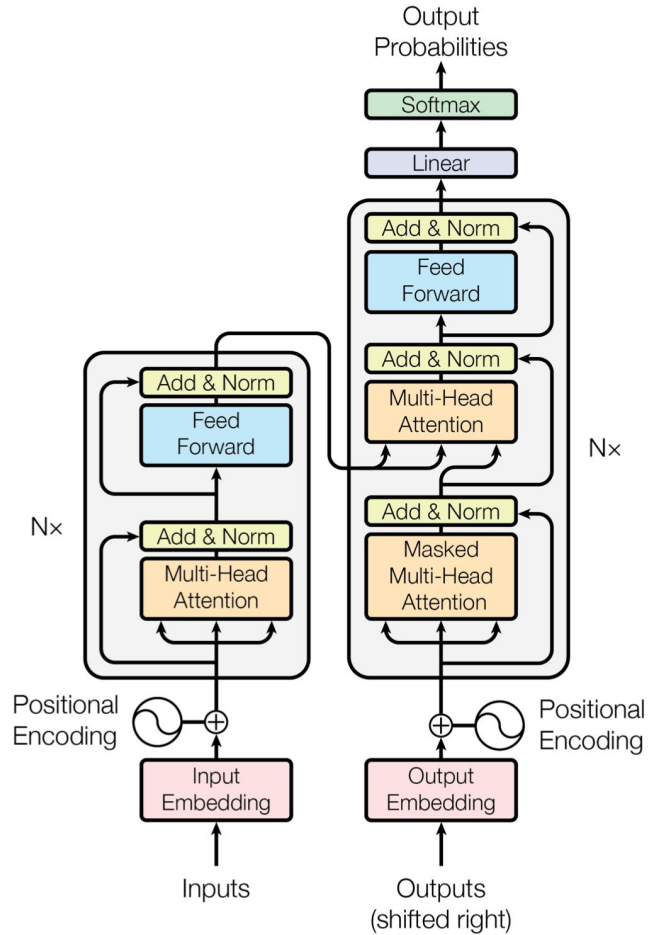 Output
Probabilities
Softmax
Linear
Add & Norm
Feed
Forward
Add & Norm
Multi-Head
Attention
Add & Norm
Masked
Multi-Head
Attention
N×
Add & Norm
Feed
Forward
Add & Norm
Multi-Head
Attention
N×
Positional
Encoding
Positional
Encoding
Input
Embedding
Output
Embedding
Inputs
Outputs
(shifted right)